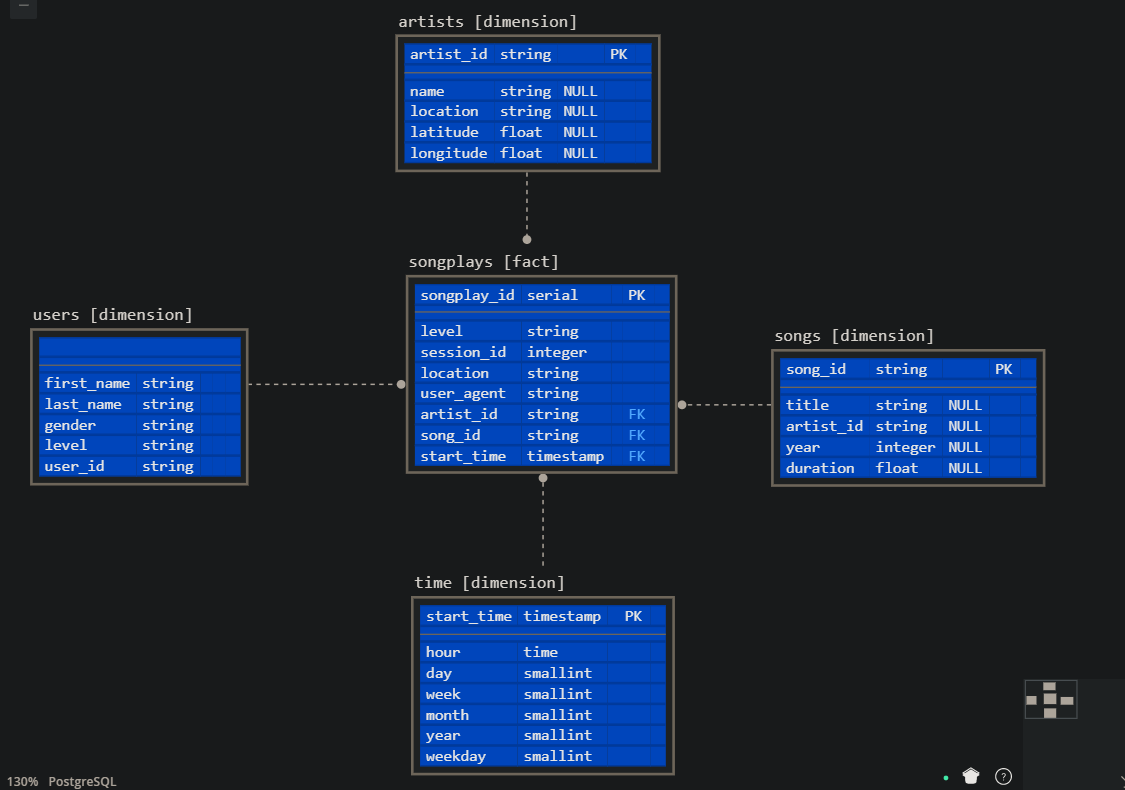 artists [dimension]
artist_id string PK
name string NULL
location string NULL
latitude float NULL
longitude float NULL
songplays [fact]
songplay_id serial PK
level string
session_id integer
location string
user_agent string
artist_id string FK
song_id string FK
start_time timestamp FK
users [dimension]
first_name string
last_name string
gender string
level string
user_id string
songs [dimension]
song_id string PK
title string NULL
artist_id string NULL
year integer NULL
duration float NULL
time [dimension]
start_time timestamp PK
hour time
day smallint
week smallint
month smallint
year smallint
weekday smallint
130% PostgreSQL
?